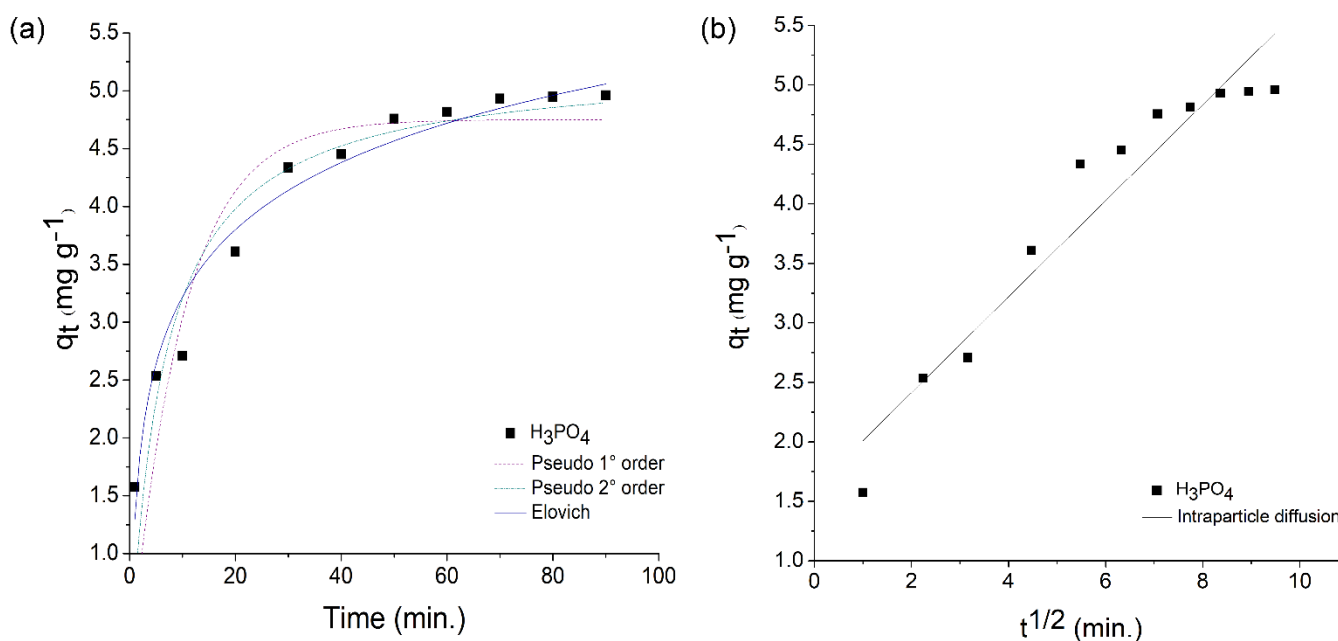 (a)
5.5
5.0
4.5
4.0
3.5
3.0
2.5
2.0
1.5
1.0
qt (mg g⁻¹)
H₃PO₄
Pseudo 1° order
Pseudo 2° order
Elovich
0 20 40 60 80 100
Time (min.)
(b)
5.5
5.0
4.5
4.0
3.5
3.0
2.5
2.0
1.5
1.0
qt (mg g⁻¹)
H₃PO₄
Intraparticle diffusion
0 2 4 6 8 10
t¹/² (min.)